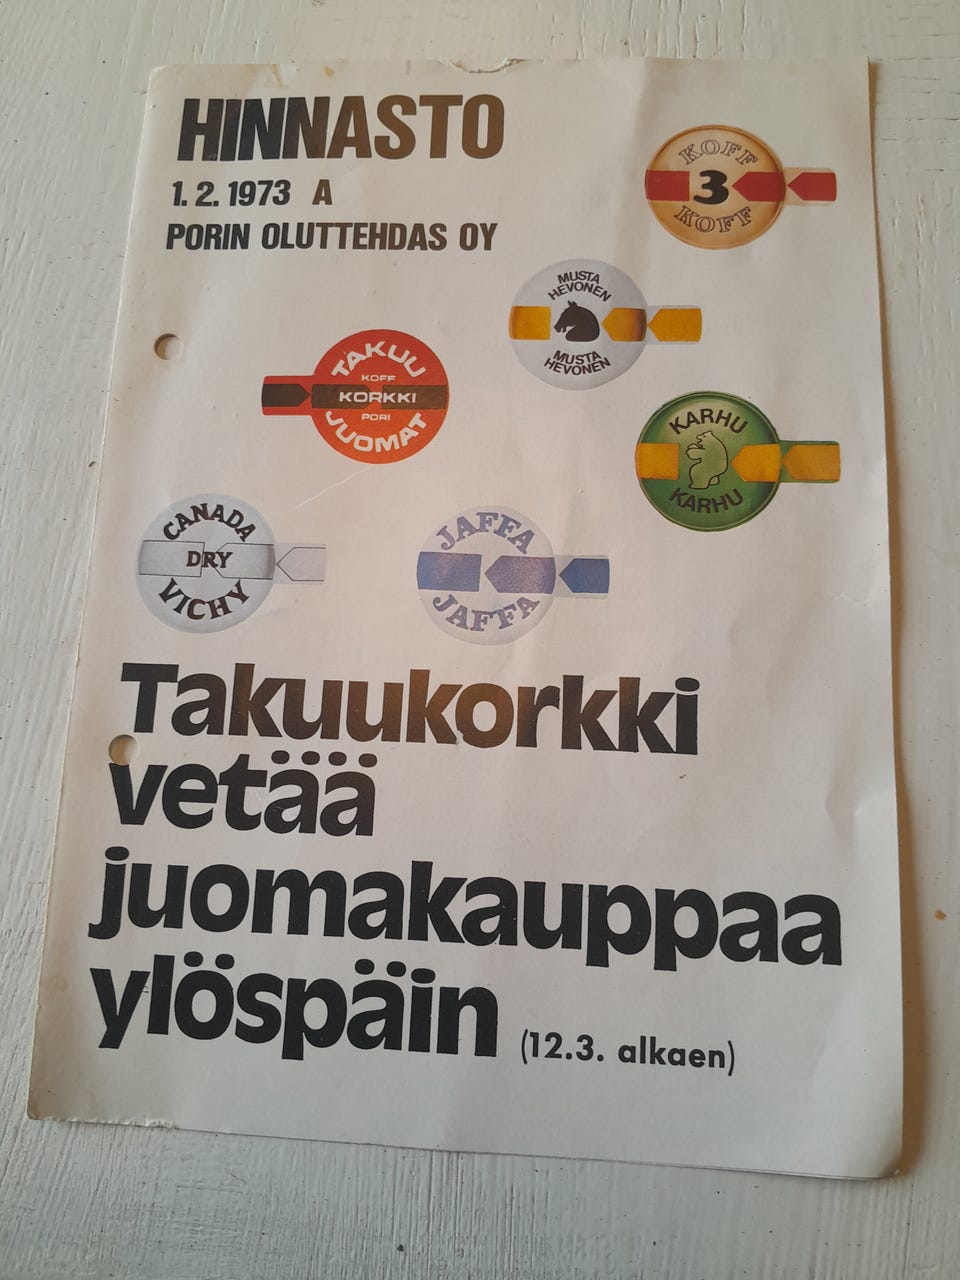 HINNASTO
1. 2. 1973 A
PORIN OLUTTEHDAS OY
KOFF
3
KOFF
MUSTA
HEVONEN
MUSTA
HEVONEN
TAKUU
KOFF
KORKKI
PORI
JUOMAT
KARHU
KARHU
CANADA
DRY
VICHY
JAFFA
JAFFA
Takuukorkki
vetää
juomakauppaa
ylöspäin (12.3. alkaen)